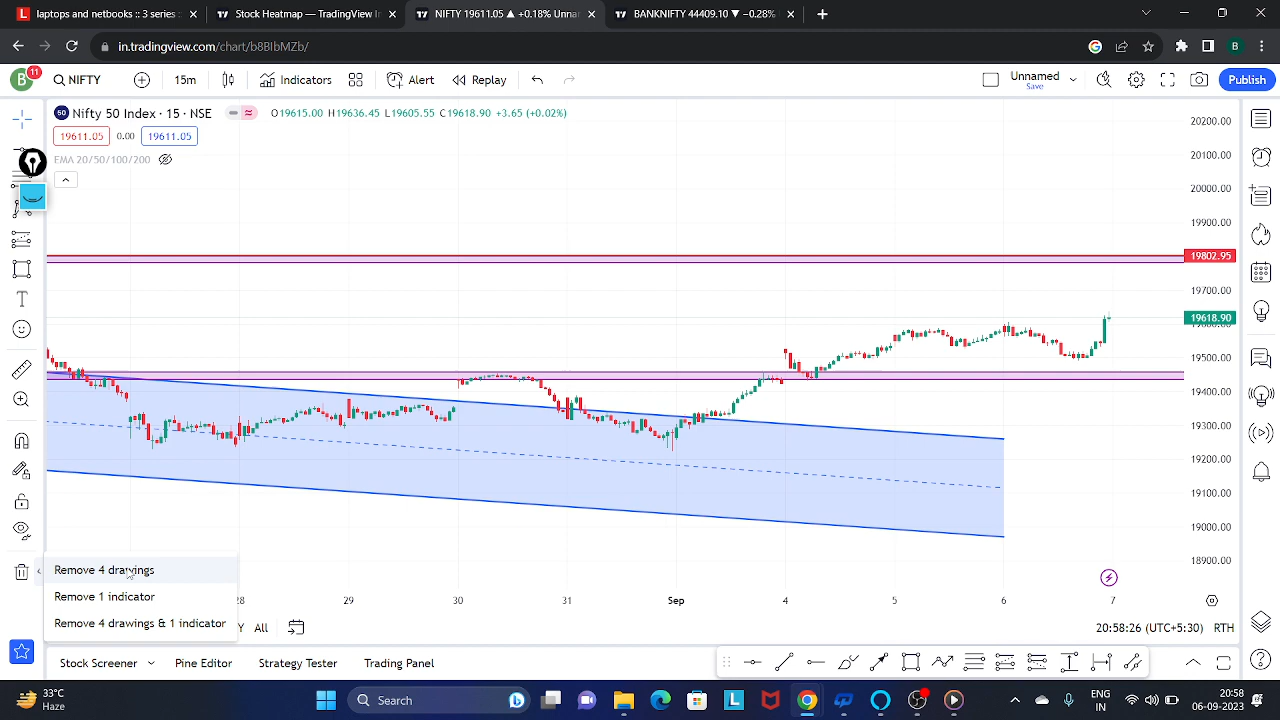 laptops and netbooks :: 3 series :
Stock Heatmap — TradingView In
NIFTY 19611.05 ▲ +0.18% Unnar
BANKNIFTY 44409.10 ▼ −0.28%
in.tradingview.com/chart/b8BIbMZb/
B
B
11
NIFTY
15m
Indicators
Alert
Replay
Unnamed
Save
Publish
50 Nifty 50 Index · 15 · NSE
O19615.00 H19636.45 L19605.55 C19618.90 +3.65 (+0.02%)
19611.05 0.00 19611.05
EMA 20/50/100/200
20200.00
20100.00
20000.00
19900.00
19802.95
19700.00
19618.90
19500.00
19400.00
19300.00
19200.00
19100.00
19000.00
18900.00
Remove 4 drawings
Remove 1 indicator
Remove 4 drawings & 1 indicator
28 29 30 31 Sep 4 5 6 7
Y All
20:58:26 (UTC+5:30) RTH
Stock Screener
Pine Editor
Strategy Tester
Trading Panel
33°C
Haze
Search
ENG
IN
20:58
06-09-2023